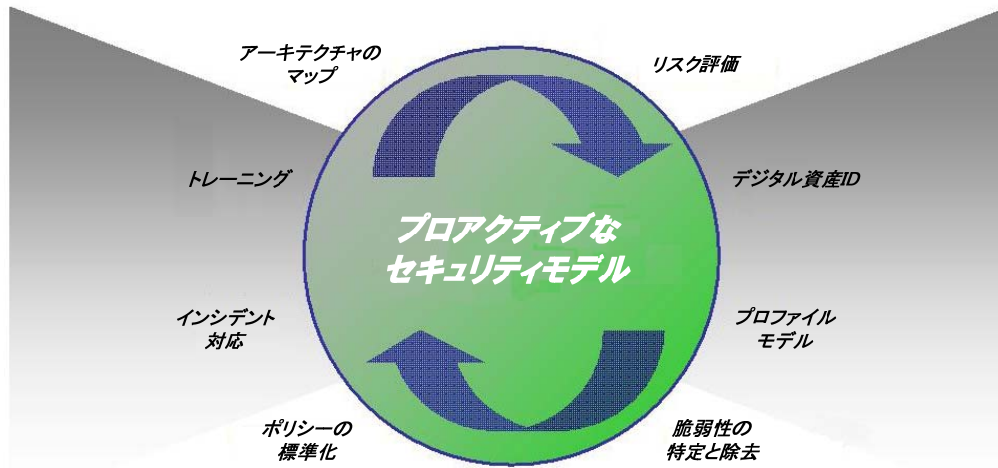 アーキテクチャの
マップ
リスク評価
トレーニング
デジタル資産ID
プロアクティブな
セキュリティモデル
インシデント
対応
プロファイル
モデル
ポリシーの
標準化
脆弱性の
特定と除去